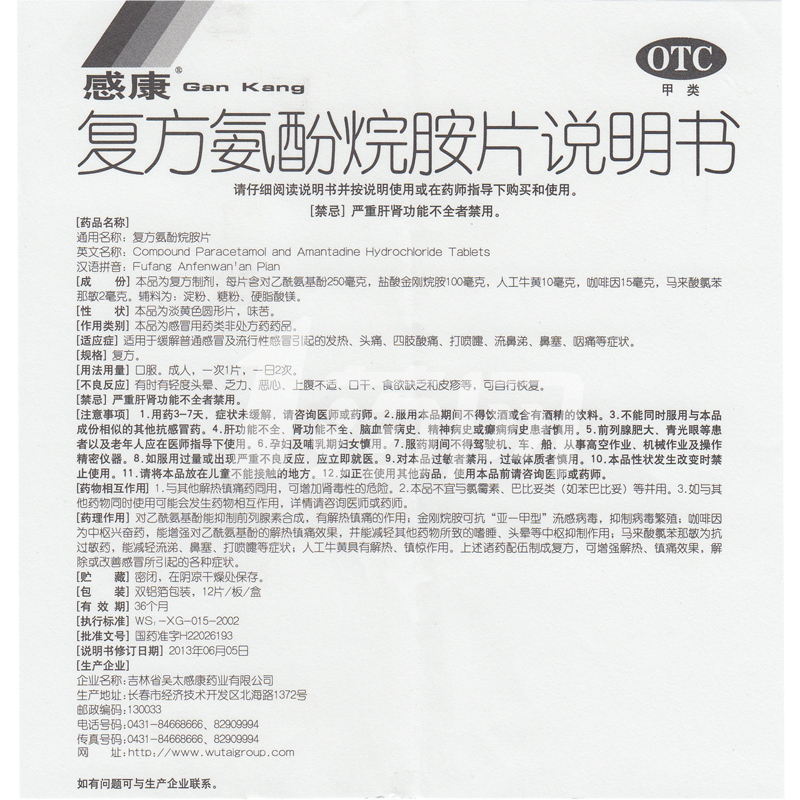 感康® Gan Kang
OTC
甲类
复方氨酚烷胺片说明书
请仔细阅读说明书并按说明使用或在药师指导下购买和使用。
[禁忌] 严重肝肾功能不全者禁用。
[药品名称]
通用名称：复方氨酚烷胺片
英文名称：Compound Paracetamol and Amantadine Hydrochloride Tablets
汉语拼音：Fufang Anfenwan'an Pian
[成 份] 本品为复方制剂，每片含对乙酰氨基酚250毫克，盐酸金刚烷胺100毫克，人工牛黄10毫克，咖啡因15毫克，马来酸氯苯
那敏2毫克。辅料为：淀粉、糖粉、硬脂酸镁。
[性 状] 本品为淡黄色圆形片，味苦。
[作用类别] 本品为感冒用药类非处方药药品。
[适应症] 适用于缓解普通感冒及流行性感冒引起的发热、头痛、四肢酸痛、打喷嚏、流鼻涕、鼻塞、咽痛等症状。
[规格] 复方。
[用法用量] 口服。成人，一次1片，一日2次。
[不良反应] 有时有轻度头晕、乏力、恶心、上腹不适、口干、食欲缺乏和皮疹等，可自行恢复。
[禁忌] 严重肝肾功能不全者禁用。
[注意事项] 1.用药3-7天，症状未缓解，请咨询医师或药师。2.服用本品期间不得饮酒或含有酒精的饮料。3.不能同时服用与本品
成份相似的其他抗感冒药。4.肝功能不全、肾功能不全、脑血管病史、精神病史或癫痫病史患者慎用。5.前列腺肥大、青光眼等患
者以及老年人应在医师指导下使用。6.孕妇及哺乳期妇女慎用。7.服药期间不得驾驶机、车、船、从事高空作业、机械作业及操作
精密仪器。8.如服用过量或出现严重不良反应，应立即就医。9.对本品过敏者禁用，过敏体质者慎用。10.本品性状发生改变时禁
止使用。11.请将本品放在儿童不能接触的地方。12.如正在使用其他药品，使用本品前请咨询医师或药师。
[药物相互作用] 1.与其他解热镇痛药同用，可增加肾毒性的危险。2.本品不宜与氯霉素、巴比妥类（如苯巴比妥）等并用。3.如与其
他药物同时使用可能会发生药物相互作用，详情请咨询医师或药师。
[药理作用] 对乙酰氨基酚能抑制前列腺素合成，有解热镇痛的作用；金刚烷胺可抗“亚—甲型”流感病毒，抑制病毒繁殖；咖啡因
为中枢兴奋药，能增强对乙酰氨基酚的解热镇痛效果，并能减轻其他药物所致的嗜睡、头晕等中枢抑制作用；马来酸氯苯那敏为抗
过敏药，能减轻流涕、鼻塞、打喷嚏等症状；人工牛黄具有解热、镇惊作用。上述诸药配伍制成复方，可增强解热、镇痛效果，解
除或改善感冒所引起的各种症状。
[贮 藏] 密闭，在阴凉干燥处保存。
[包 装] 双铝箔包装，12片/板/盒
[有 效 期] 36个月
[执行标准] WS₁-XG-015-2002
[批准文号] 国药准字H22026193
[说明书修订日期] 2013年06月05日
[生产企业]
企业名称：吉林省吴太感康药业有限公司
生产地址：长春市经济技术开发区北海路1372号
邮政编码：130033
电话号码：0431-84668666、82909994
传真号码：0431-84668666、82909994
网 址：http://www.wutaigroup.com
如有问题可与生产企业联系。